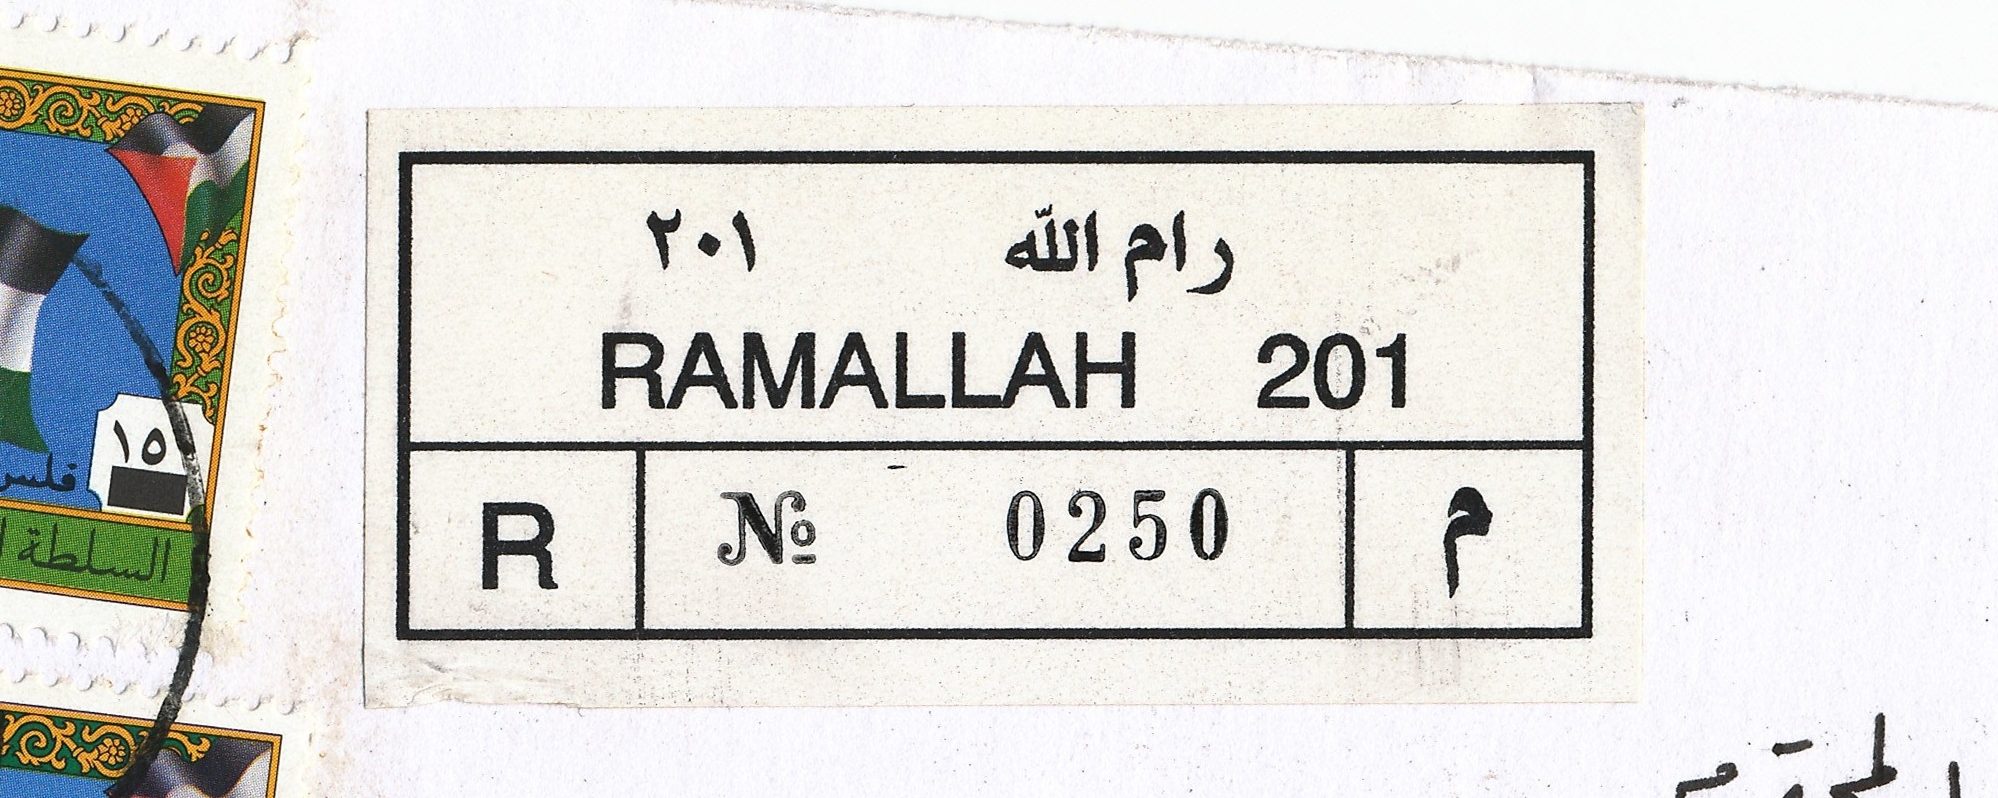 رام الله ٢٠١
RAMALLAH 201
R № 0250 م
١٥
فلس
السلطة